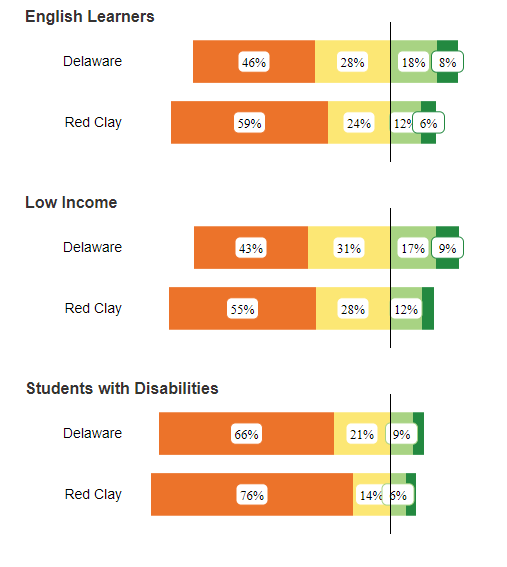 English Learners
Delaware 46% 28% 18% 8%
Red Clay 59% 24% 12% 6%
Low Income
Delaware 43% 31% 17% 9%
Red Clay 55% 28% 12%
Students with Disabilities
Delaware 66% 21% 9%
Red Clay 76% 14% 6%